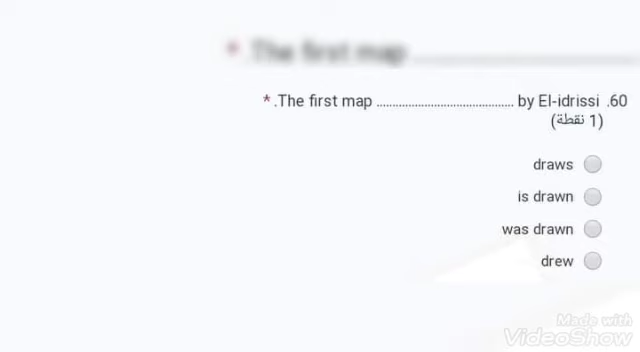 * .The first map
* .The first map ........................................... by El-idrissi .60
(1 نقطة)
draws
is drawn
was drawn
drew
Made with
VideoShow